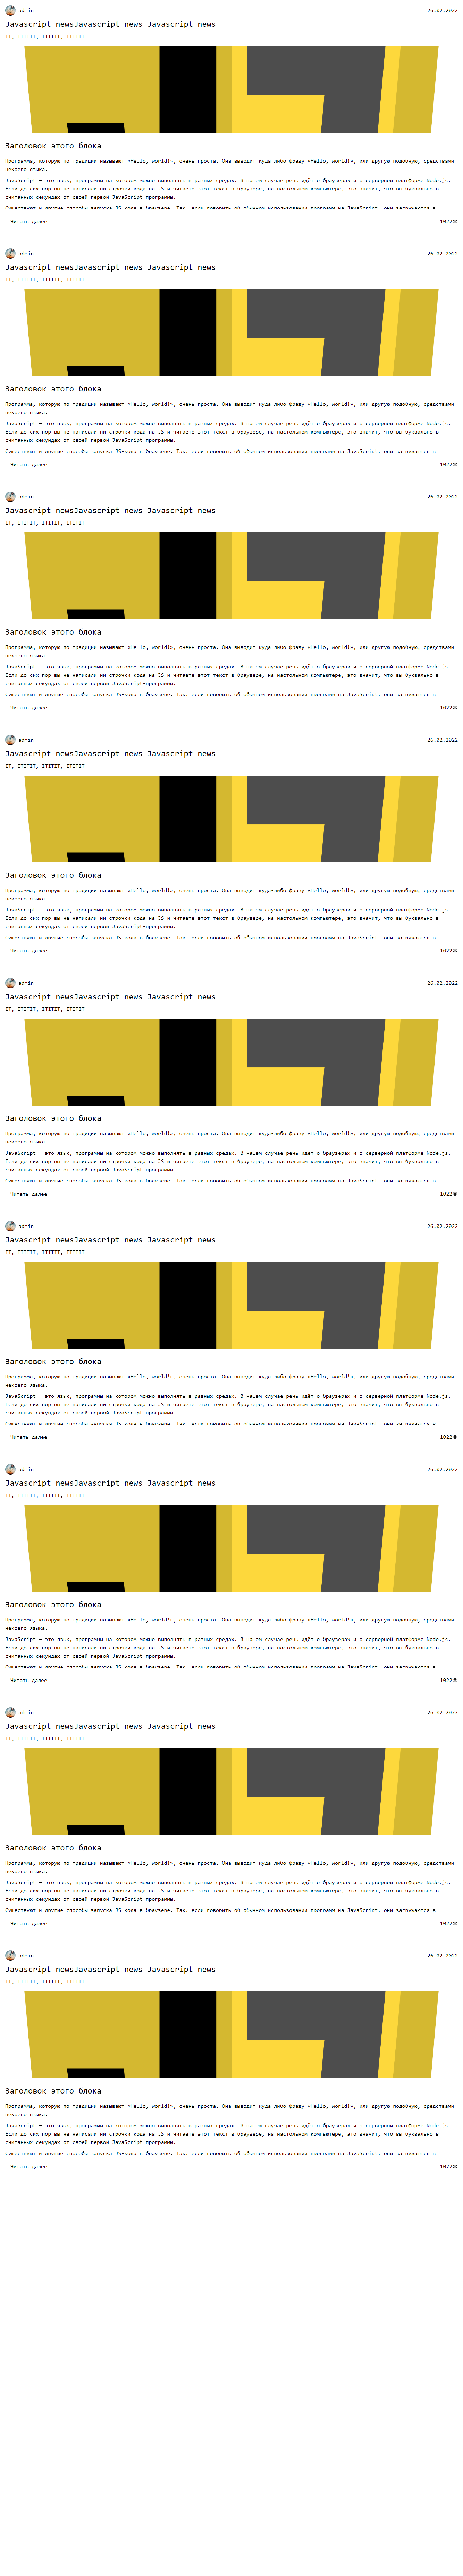 admin 26.02.2022
Javascript newsJavascript news Javascript news
IT, ITITIT, ITITIT, ITITIT
Заголовок этого блока
Программа, которую по традиции называют «Hello, world!», очень проста. Она выводит куда-либо фразу «Hello, world!», или другую подобную, средствами
некоего языка.
JavaScript — это язык, программы на котором можно выполнять в разных средах. В нашем случае речь идёт о браузерах и о серверной платформе Node.js.
Если до сих пор вы не написали ни строчки кода на JS и читаете этот текст в браузере, на настольном компьютере, это значит, что вы буквально в
считанных секундах от своей первой JavaScript-программы.
Существуют и другие способы запуска JS-кода в браузере. Так, если говорить об обычном использовании программ на JavaScript, они загружаются в
Читать далее 1022
admin 26.02.2022
Javascript newsJavascript news Javascript news
IT, ITITIT, ITITIT, ITITIT
Заголовок этого блока
Программа, которую по традиции называют «Hello, world!», очень проста. Она выводит куда-либо фразу «Hello, world!», или другую подобную, средствами
некоего языка.
JavaScript — это язык, программы на котором можно выполнять в разных средах. В нашем случае речь идёт о браузерах и о серверной платформе Node.js.
Если до сих пор вы не написали ни строчки кода на JS и читаете этот текст в браузере, на настольном компьютере, это значит, что вы буквально в
считанных секундах от своей первой JavaScript-программы.
Существуют и другие способы запуска JS-кода в браузере. Так, если говорить об обычном использовании программ на JavaScript, они загружаются в
Читать далее 1022
admin 26.02.2022
Javascript newsJavascript news Javascript news
IT, ITITIT, ITITIT, ITITIT
Заголовок этого блока
Программа, которую по традиции называют «Hello, world!», очень проста. Она выводит куда-либо фразу «Hello, world!», или другую подобную, средствами
некоего языка.
JavaScript — это язык, программы на котором можно выполнять в разных средах. В нашем случае речь идёт о браузерах и о серверной платформе Node.js.
Если до сих пор вы не написали ни строчки кода на JS и читаете этот текст в браузере, на настольном компьютере, это значит, что вы буквально в
считанных секундах от своей первой JavaScript-программы.
Существуют и другие способы запуска JS-кода в браузере. Так, если говорить об обычном использовании программ на JavaScript, они загружаются в
Читать далее 1022
admin 26.02.2022
Javascript newsJavascript news Javascript news
IT, ITITIT, ITITIT, ITITIT
Заголовок этого блока
Программа, которую по традиции называют «Hello, world!», очень проста. Она выводит куда-либо фразу «Hello, world!», или другую подобную, средствами
некоего языка.
JavaScript — это язык, программы на котором можно выполнять в разных средах. В нашем случае речь идёт о браузерах и о серверной платформе Node.js.
Если до сих пор вы не написали ни строчки кода на JS и читаете этот текст в браузере, на настольном компьютере, это значит, что вы буквально в
считанных секундах от своей первой JavaScript-программы.
Существуют и другие способы запуска JS-кода в браузере. Так, если говорить об обычном использовании программ на JavaScript, они загружаются в
Читать далее 1022
admin 26.02.2022
Javascript newsJavascript news Javascript news
IT, ITITIT, ITITIT, ITITIT
Заголовок этого блока
Программа, которую по традиции называют «Hello, world!», очень проста. Она выводит куда-либо фразу «Hello, world!», или другую подобную, средствами
некоего языка.
JavaScript — это язык, программы на котором можно выполнять в разных средах. В нашем случае речь идёт о браузерах и о серверной платформе Node.js.
Если до сих пор вы не написали ни строчки кода на JS и читаете этот текст в браузере, на настольном компьютере, это значит, что вы буквально в
считанных секундах от своей первой JavaScript-программы.
Существуют и другие способы запуска JS-кода в браузере. Так, если говорить об обычном использовании программ на JavaScript, они загружаются в
Читать далее 1022
admin 26.02.2022
Javascript newsJavascript news Javascript news
IT, ITITIT, ITITIT, ITITIT
Заголовок этого блока
Программа, которую по традиции называют «Hello, world!», очень проста. Она выводит куда-либо фразу «Hello, world!», или другую подобную, средствами
некоего языка.
JavaScript — это язык, программы на котором можно выполнять в разных средах. В нашем случае речь идёт о браузерах и о серверной платформе Node.js.
Если до сих пор вы не написали ни строчки кода на JS и читаете этот текст в браузере, на настольном компьютере, это значит, что вы буквально в
считанных секундах от своей первой JavaScript-программы.
Существуют и другие способы запуска JS-кода в браузере. Так, если говорить об обычном использовании программ на JavaScript, они загружаются в
Читать далее 1022
admin 26.02.2022
Javascript newsJavascript news Javascript news
IT, ITITIT, ITITIT, ITITIT
Заголовок этого блока
Программа, которую по традиции называют «Hello, world!», очень проста. Она выводит куда-либо фразу «Hello, world!», или другую подобную, средствами
некоего языка.
JavaScript — это язык, программы на котором можно выполнять в разных средах. В нашем случае речь идёт о браузерах и о серверной платформе Node.js.
Если до сих пор вы не написали ни строчки кода на JS и читаете этот текст в браузере, на настольном компьютере, это значит, что вы буквально в
считанных секундах от своей первой JavaScript-программы.
Существуют и другие способы запуска JS-кода в браузере. Так, если говорить об обычном использовании программ на JavaScript, они загружаются в
Читать далее 1022
admin 26.02.2022
Javascript newsJavascript news Javascript news
IT, ITITIT, ITITIT, ITITIT
Заголовок этого блока
Программа, которую по традиции называют «Hello, world!», очень проста. Она выводит куда-либо фразу «Hello, world!», или другую подобную, средствами
некоего языка.
JavaScript — это язык, программы на котором можно выполнять в разных средах. В нашем случае речь идёт о браузерах и о серверной платформе Node.js.
Если до сих пор вы не написали ни строчки кода на JS и читаете этот текст в браузере, на настольном компьютере, это значит, что вы буквально в
считанных секундах от своей первой JavaScript-программы.
Существуют и другие способы запуска JS-кода в браузере. Так, если говорить об обычном использовании программ на JavaScript, они загружаются в
Читать далее 1022
admin 26.02.2022
Javascript newsJavascript news Javascript news
IT, ITITIT, ITITIT, ITITIT
Заголовок этого блока
Программа, которую по традиции называют «Hello, world!», очень проста. Она выводит куда-либо фразу «Hello, world!», или другую подобную, средствами
некоего языка.
JavaScript — это язык, программы на котором можно выполнять в разных средах. В нашем случае речь идёт о браузерах и о серверной платформе Node.js.
Если до сих пор вы не написали ни строчки кода на JS и читаете этот текст в браузере, на настольном компьютере, это значит, что вы буквально в
считанных секундах от своей первой JavaScript-программы.
Существуют и другие способы запуска JS-кода в браузере. Так, если говорить об обычном использовании программ на JavaScript, они загружаются в
Читать далее 1022